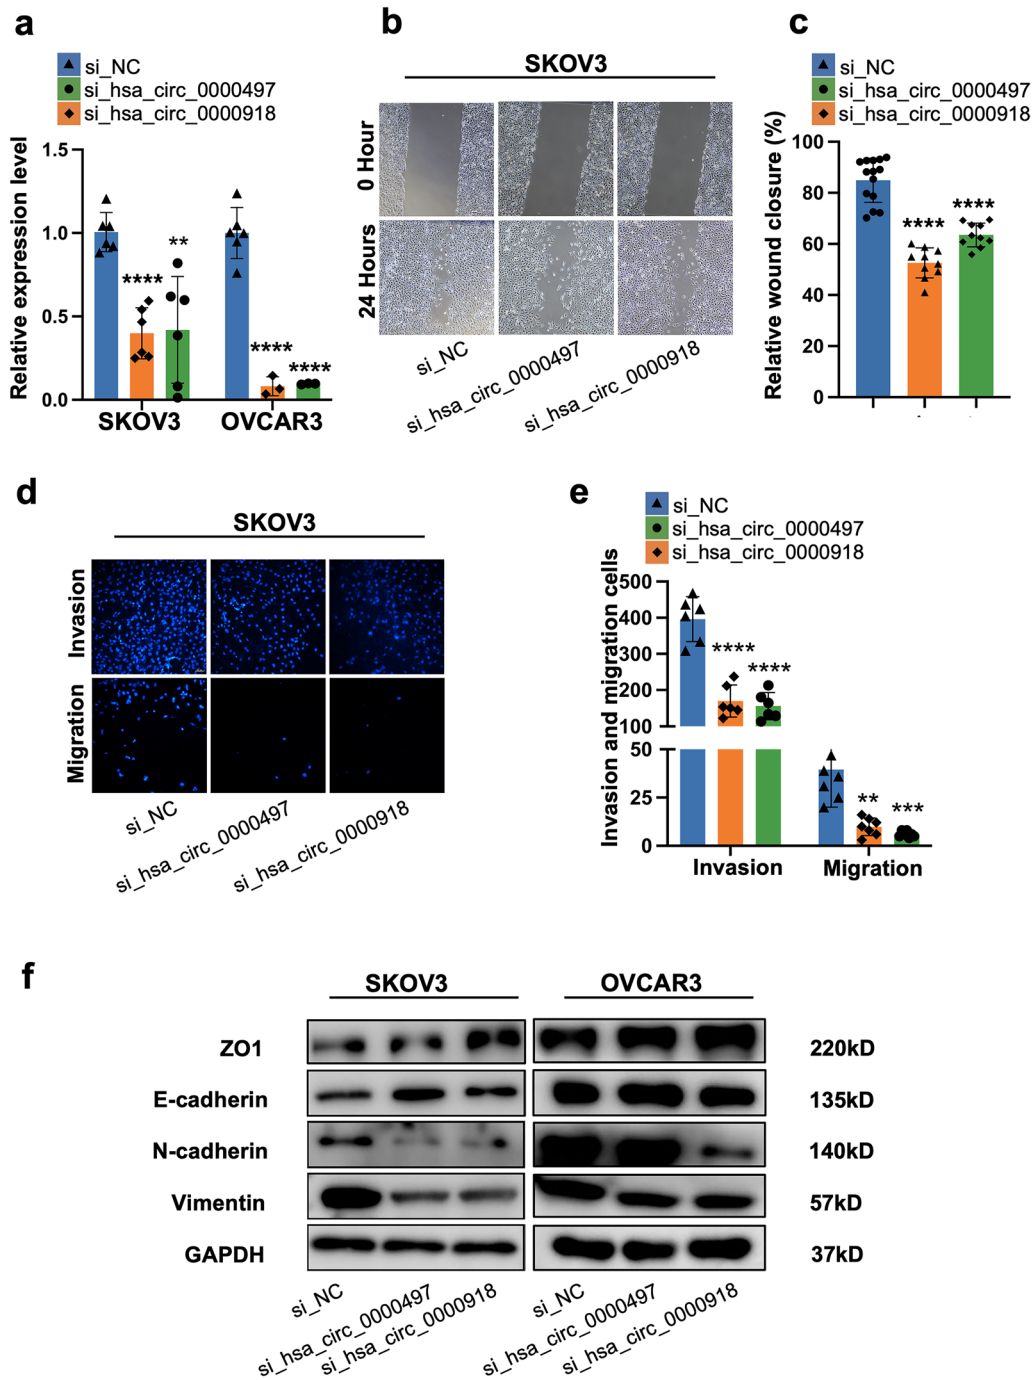 a
si_NC
si_hsa_circ_0000497
si_hsa_circ_0000918
Relative expression level
1.5
1.0
0.5
0.0
****
**
****
****
SKOV3
OVCAR3
b
SKOV3
0 Hour
24 Hours
si_NC
si_hsa_circ_0000497
si_hsa_circ_0000918
c
si_NC
si_hsa_circ_0000497
si_hsa_circ_0000918
Relative wound closure (%)
100
80
60
40
20
0
****
****
d
SKOV3
Invasion
Migration
si_NC
si_hsa_circ_0000497
si_hsa_circ_0000918
e
si_NC
si_hsa_circ_0000497
si_hsa_circ_0000918
Invasion and migration cells
500
400
300
200
100
50
25
0
****
****
**
***
Invasion
Migration
f
SKOV3
OVCAR3
ZO1
220kD
E-cadherin
135kD
N-cadherin
140kD
Vimentin
57kD
GAPDH
37kD
si_NC
si_hsa_circ_0000497
si_hsa_circ_0000918
si_NC
si_hsa_circ_0000497
si_hsa_circ_0000918